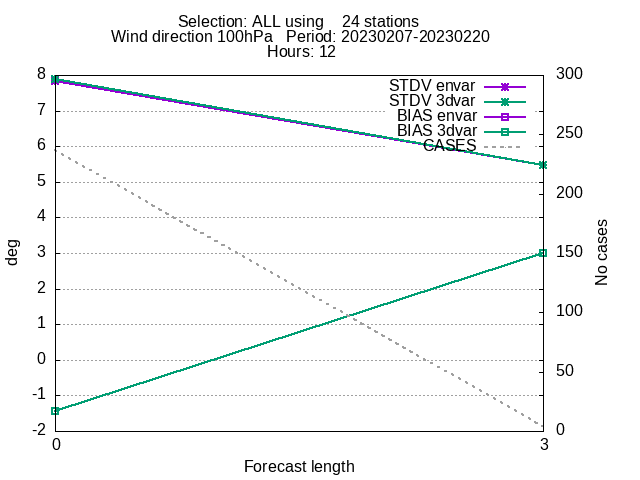 Selection: ALL using    24 stations
Wind direction 100hPa   Period: 20230207-20230220
Hours: 12
STDV envar
STDV 3dvar
BIAS envar
BIAS 3dvar
CASES
8
7
6
5
4
3
2
1
0
-1
-2
deg
300
250
200
150
100
50
0
No cases
0
3
Forecast length